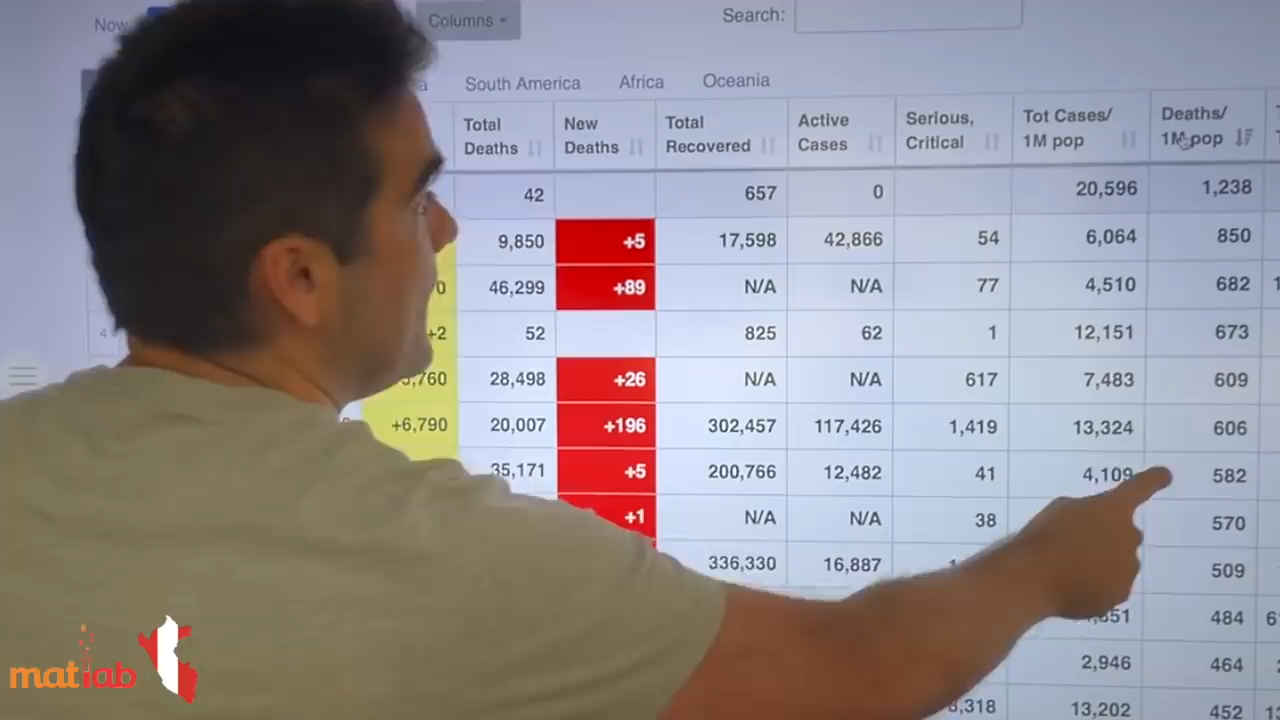 Now
Columns
Search:
South America Africa Oceania
Total Deaths New Deaths Total Recovered Active Cases Serious, Critical Tot Cases/ 1M pop Deaths/ 1M pop
42 657 0 20,596 1,238
9,850 +5 17,598 42,866 54 6,064 850
46,299 +89 N/A N/A 77 4,510 682
4 +2 52 825 62 1 12,151 673
28,498 +26 N/A N/A 617 7,483 609
+6,790 20,007 +196 302,457 117,426 1,419 13,324 606
35,171 +5 200,766 12,482 41 4,109 582
+1 N/A N/A 38 570
336,330 16,887 509
484
2,946 464
13,202 452
matlab